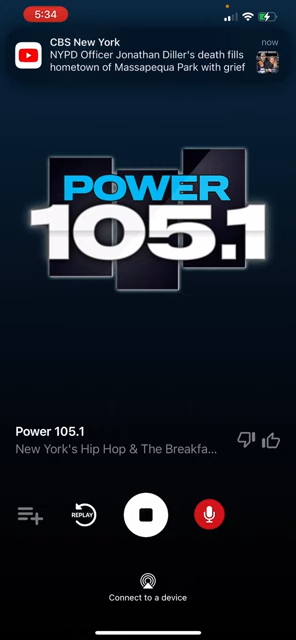 5:34
CBS New York
now
NYPD Officer Jonathan Diller's death fills
hometown of Massapequa Park with grief
POWER
105.1
Power 105.1
New York's Hip Hop & The Breakfa...
REPLAY
Connect to a device